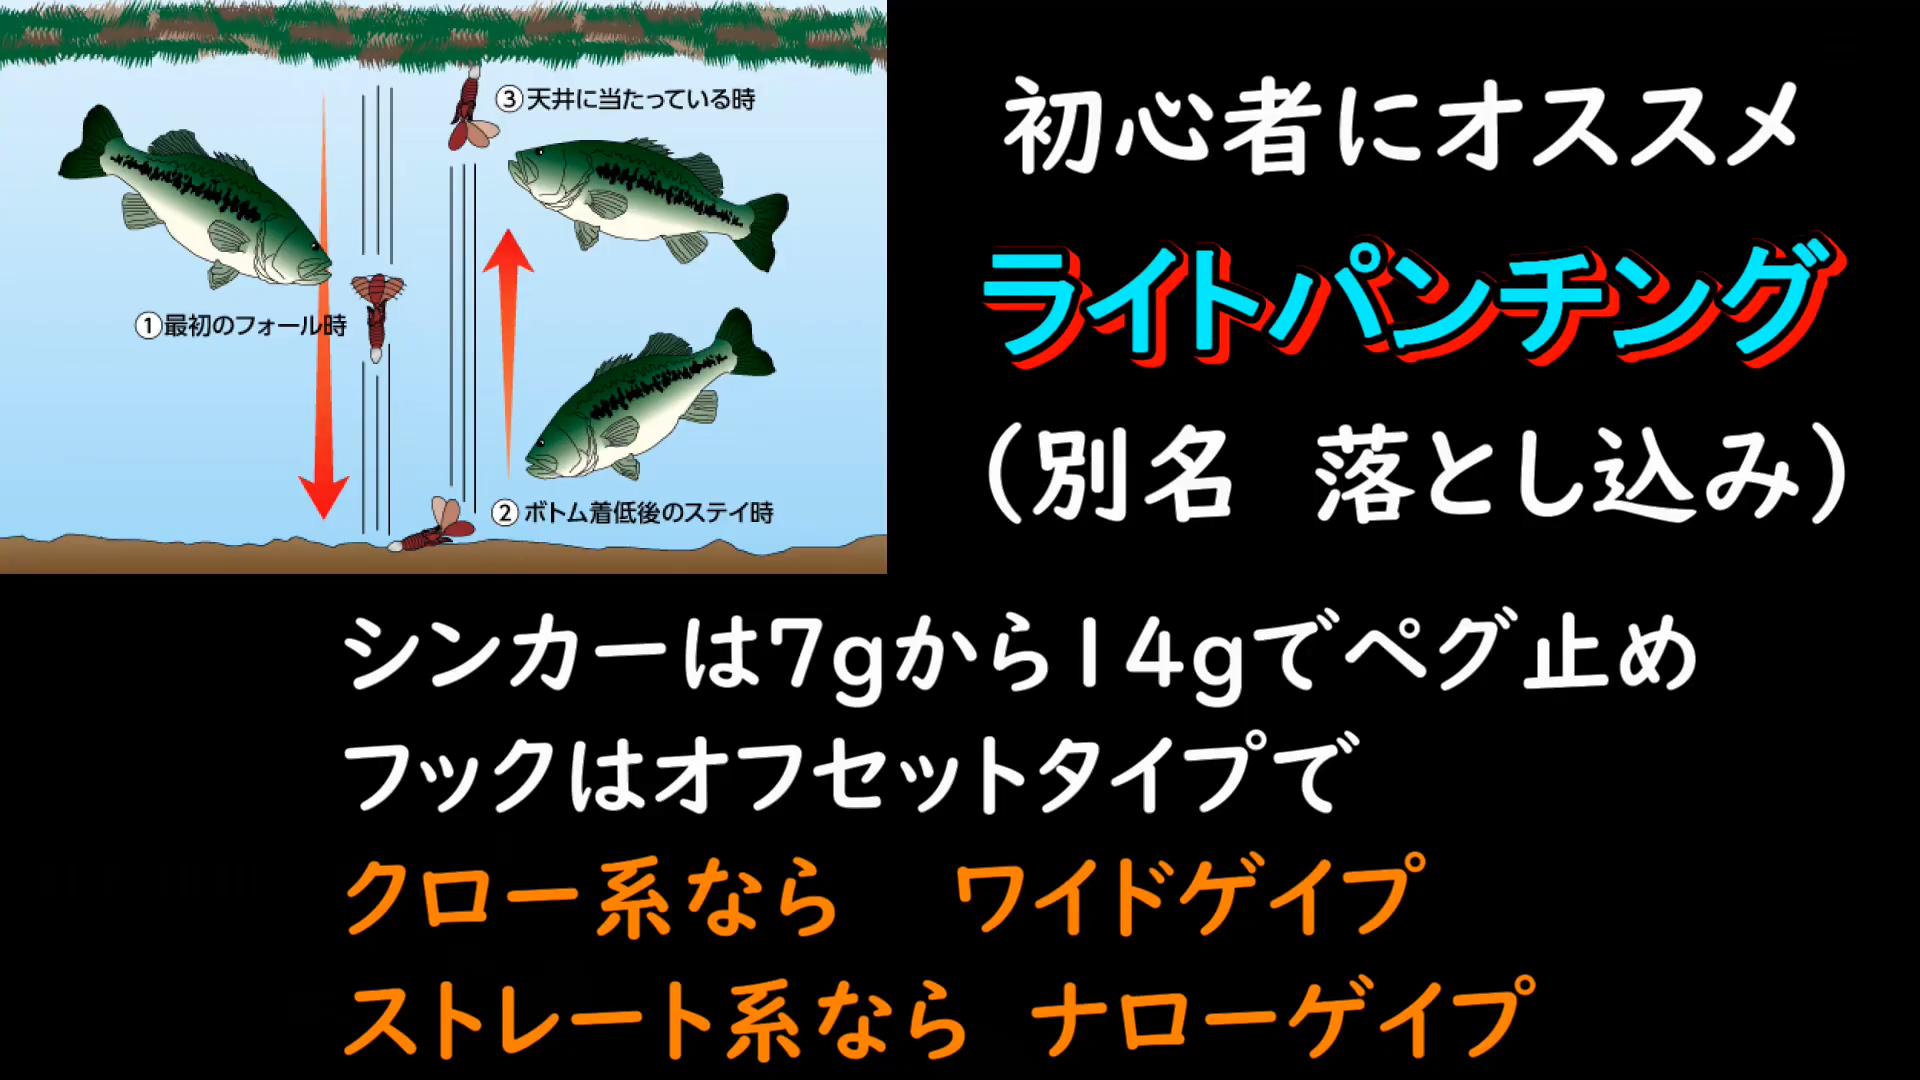 ③天井に当たっている時
①最初のフォール時
②ボトム着低後のステイ時
初心者にオススメ
ライトパンチング
(別名 落とし込み)
シンカーは7gから14gでペグ止め
フックはオフセットタイプで
クロー系なら ワイドゲイプ
ストレート系なら ナローゲイプ